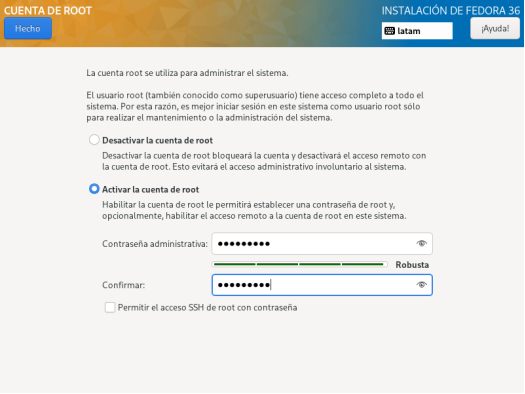 CUENTA DE ROOT
INSTALACIÓN DE FEDORA 36
Hecho
latam
¡Ayuda!
La cuenta root se utiliza para administrar el sistema.
El usuario root (también conocido como superusuario) tiene acceso completo a todo el
sistema. Por esta razón, es mejor iniciar sesión en este sistema como usuario root sólo
para realizar el mantenimiento o la administración del sistema.
Desactivar la cuenta de root
Desactivar la cuenta de root bloqueará la cuenta y desactivará el acceso remoto con
la cuenta de root. Esto evitará el acceso administrativo involuntario al sistema.
Activar la cuenta de root
Habilitar la cuenta de root le permitirá establecer una contraseña de root y,
opcionalmente, habilitar el acceso remoto a la cuenta de root en este sistema.
Contraseña administrativa: ●●●●●●●●●
Robusta
Confirmar: ●●●●●●●●●
Permitir el acceso SSH de root con contraseña